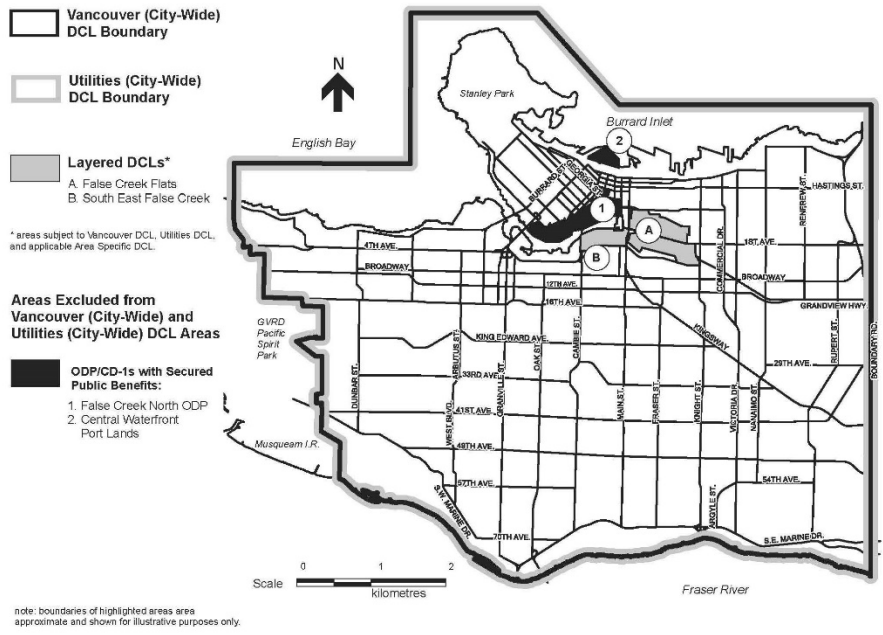 Vancouver (City-Wide)
DCL Boundary
Utilities (City-Wide)
DCL Boundary
Layered DCLs*
A. False Creek Flats
B. South East False Creek
* areas subject to Vancouver DCL, Utilities DCL,
and applicable Area Specific DCL.
Areas Excluded from
Vancouver (City-Wide) and
Utilities (City-Wide) DCL Areas
ODP/CD-1s with Secured
Public Benefits:
1. False Creek North ODP
2. Central Waterfront
Port Lands
note: boundaries of highlighted areas area
approximate and shown for illustrative purposes only.
N
Stanley Park
English Bay
Burrard Inlet
2
BURRARD ST.
GEORGIA ST.
1
A
B
HASTINGS ST.
RENFREW ST.
COMMERCIAL DR.
4TH AVE.
1ST AVE.
BROADWAY
BROADWAY
12TH AVE.
16TH AVE.
GRANDVIEW HWY.
KINGSWAY
GVRD
Pacific
Spirit
Park
KING EDWARD AVE.
29TH AVE.
33RD AVE.
41ST AVE.
49TH AVE.
57TH AVE.
54TH AVE.
70TH AVE.
DUNBAR ST.
ARBUTUS ST.
WEST BLVD.
GRANVILLE ST.
OAK ST.
CAMBIE ST.
MAIN ST.
FRASER ST.
KNIGHT ST.
VICTORIA DR.
NANAIMO ST.
RUPERT ST.
BOUNDARY RD.
ARGYLE ST.
Musqueam I.R.
S.W. MARINE DR.
S.E. MARINE DR.
Fraser River
Scale
0 1 2
kilometres